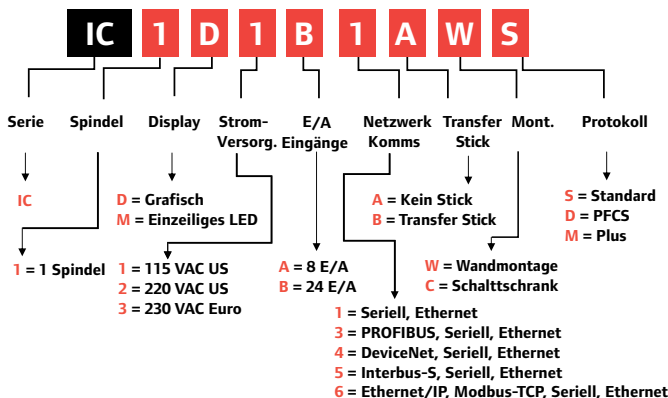 IC 1 D 1 B 1 A W S
Serie Spindel Display Strom- E/A Netzwerk Transfer Mont. Protokoll
Versorg. Eingänge Komms Stick
IC
1 = 1 Spindel
D = Grafisch
M = Einzeiliges LED
1 = 115 VAC US
2 = 220 VAC US
3 = 230 VAC Euro
A = 8 E/A
B = 24 E/A
1 = Seriell, Ethernet
3 = PROFIBUS, Seriell, Ethernet
4 = DeviceNet, Seriell, Ethernet
5 = Interbus-S, Seriell, Ethernet
6 = Ethernet/IP, Modbus-TCP, Seriell, Ethernet
A = Kein Stick
B = Transfer Stick
W = Wandmontage
C = Schalttschrank
S = Standard
D = PFCS
M = Plus